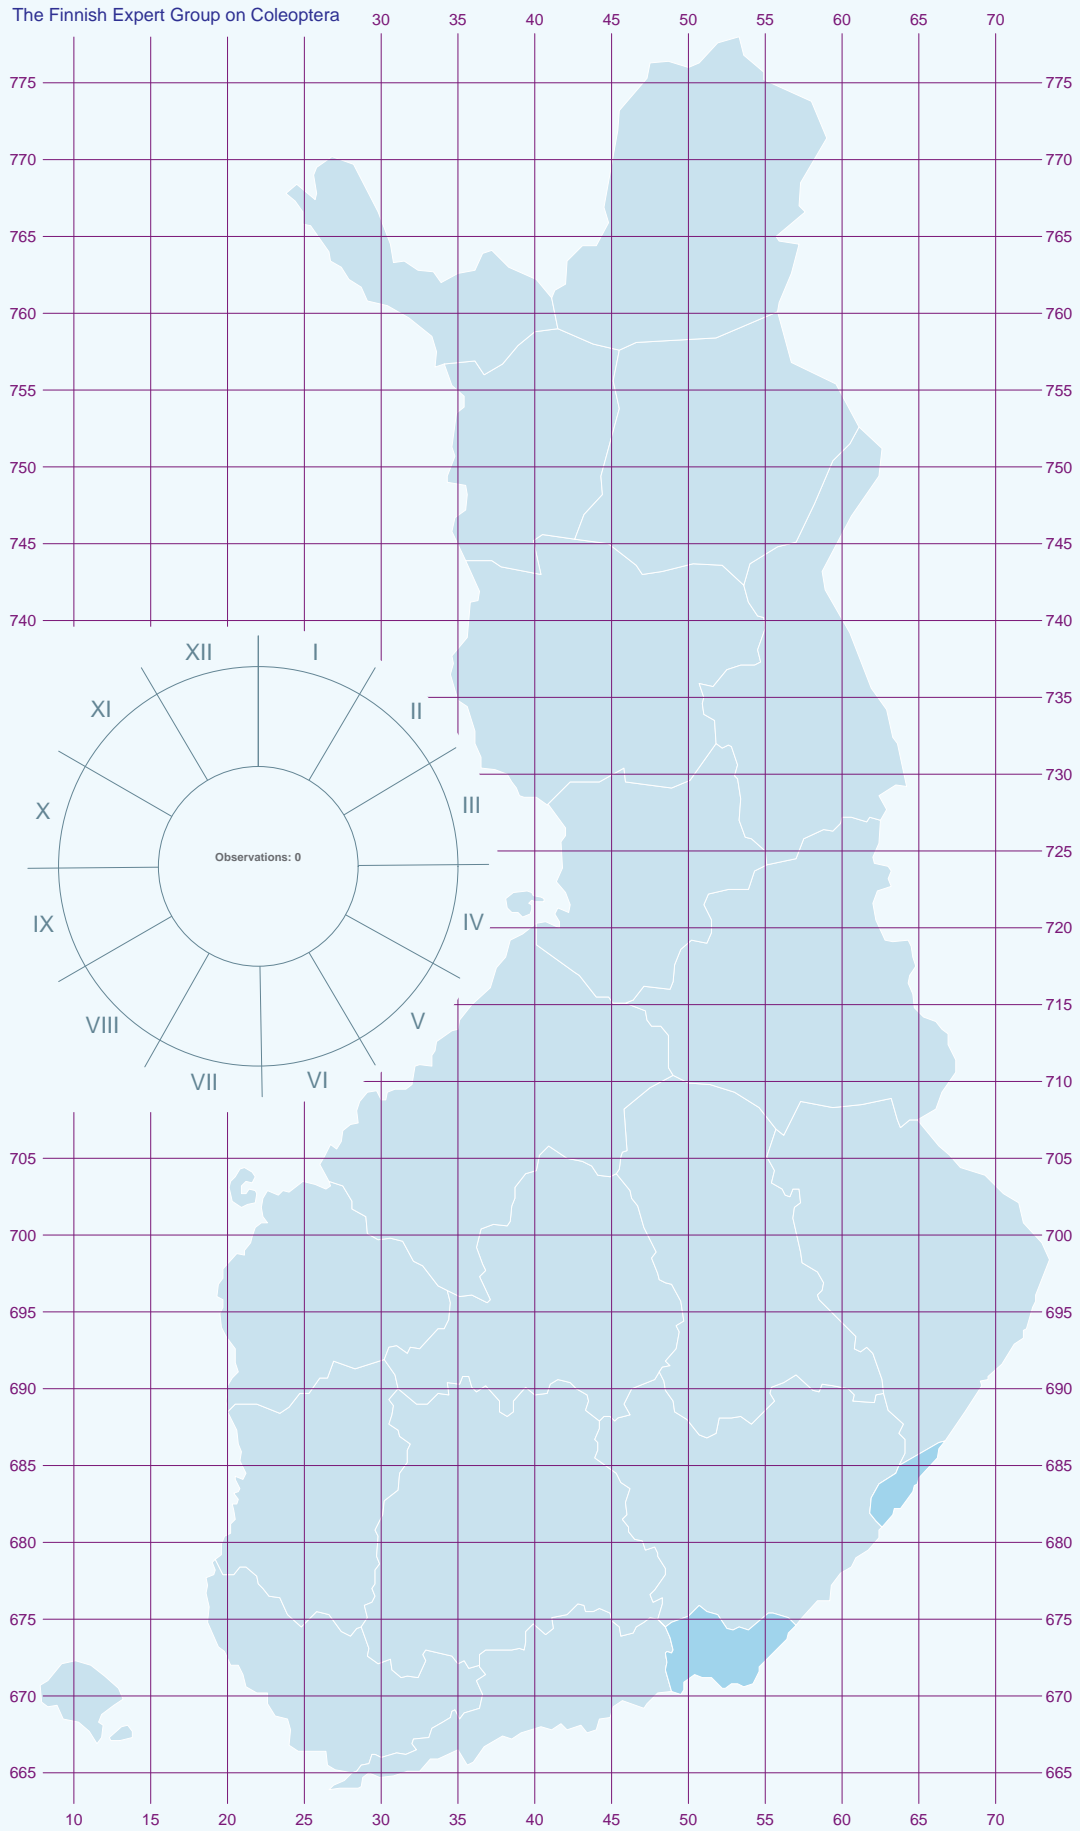 The Finnish Expert Group on Coleoptera
30 35 40 45 50 55 60 65 70
775 775
770 770
765 765
760 760
755 755
750 750
745 745
740 740
XII I
XI II
735
730
X III
Observations: 0
725
IX IV
720
715
VIII V
VII VI
710
705 705
700 700
695 695
690 690
685 685
680 680
675 675
670 670
665 665
10 15 20 25 30 35 40 45 50 55 60 65 70